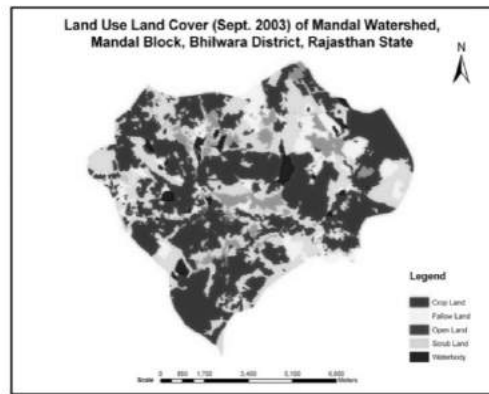 Land Use Land Cover (Sept. 2003) of Mandal Watershed,
Mandal Block, Bhilwara District, Rajasthan State
N
Legend
Crop Land
Fallow Land
Open Land
Scrub Land
Waterbody
Scale
Meters